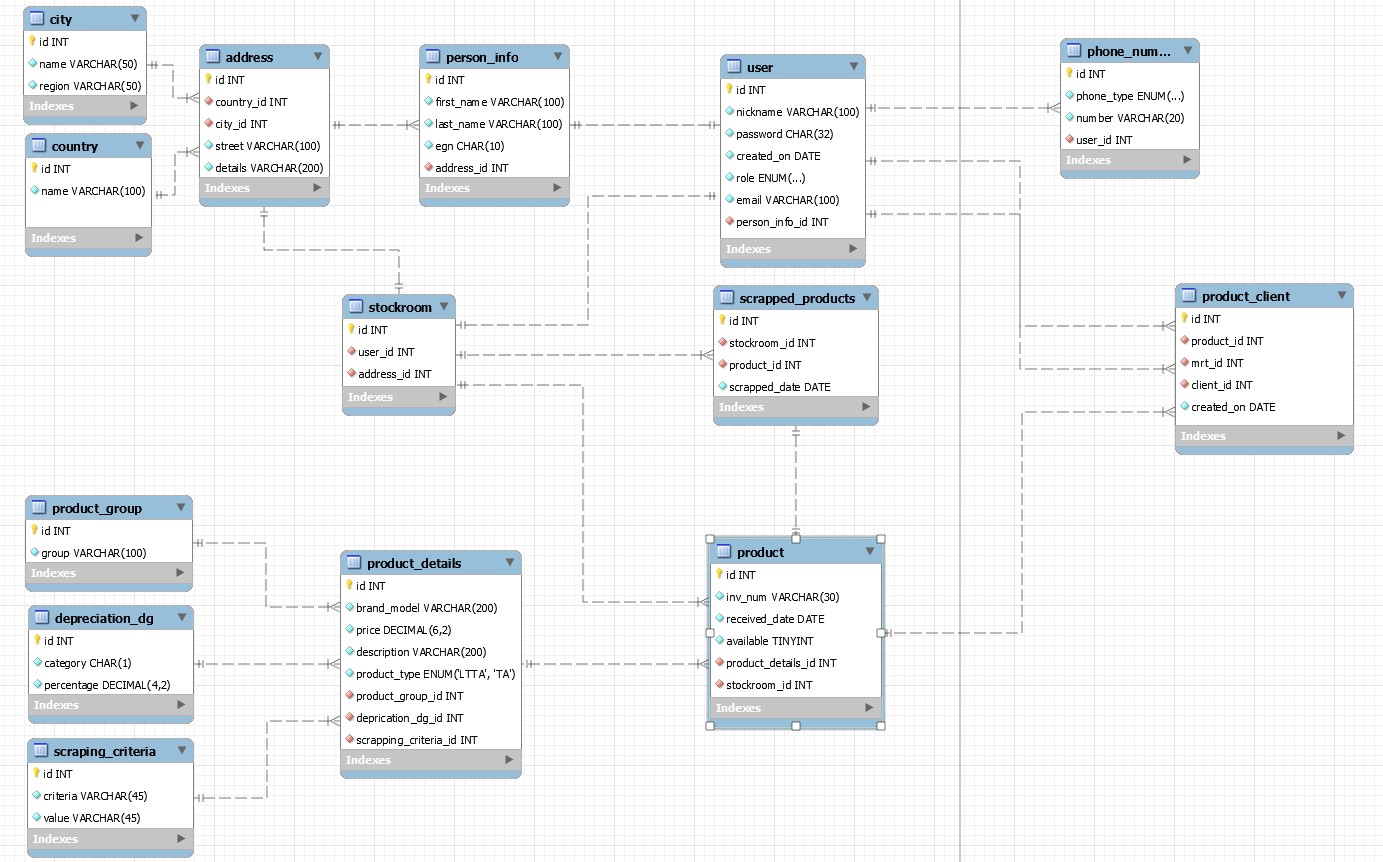 city
id INT
name VARCHAR(50)
region VARCHAR(50)
Indexes
country
id INT
name VARCHAR(100)
Indexes
address
id INT
country_id INT
city_id INT
street VARCHAR(100)
details VARCHAR(200)
Indexes
person_info
id INT
first_name VARCHAR(100)
last_name VARCHAR(100)
egn CHAR(10)
address_id INT
Indexes
user
id INT
nickname VARCHAR(100)
password CHAR(32)
created_on DATE
role ENUM(...)
email VARCHAR(100)
person_info_id INT
Indexes
phone_num...
id INT
phone_type ENUM(...)
number VARCHAR(20)
user_id INT
Indexes
stockroom
id INT
user_id INT
address_id INT
Indexes
scrapped_products
id INT
stockroom_id INT
product_id INT
scrapped_date DATE
Indexes
product_client
id INT
product_id INT
mrt_id INT
client_id INT
created_on DATE
Indexes
product_group
id INT
group VARCHAR(100)
Indexes
depreciation_dg
id INT
category CHAR(1)
percentage DECIMAL(4,2)
Indexes
scraping_criteria
id INT
criteria VARCHAR(45)
value VARCHAR(45)
Indexes
product_details
id INT
brand_model VARCHAR(200)
price DECIMAL(6,2)
description VARCHAR(200)
product_type ENUM('LTTA', 'TA')
product_group_id INT
deprication_dg_id INT
scrapping_criteria_id INT
Indexes
product
id INT
inv_num VARCHAR(30)
received_date DATE
available TINYINT
product_details_id INT
stockroom_id INT
Indexes